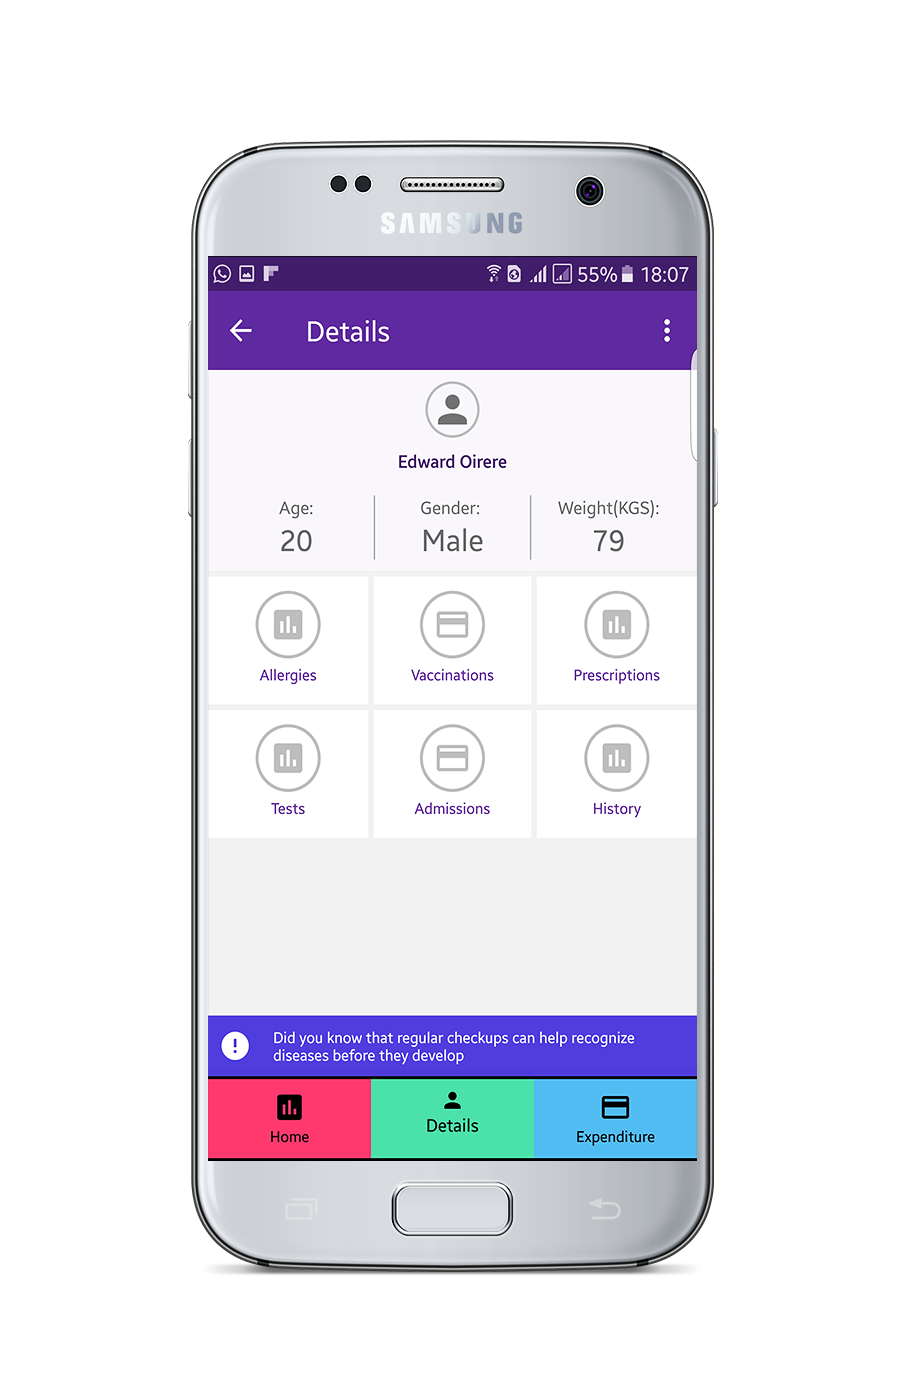 SAMSUNG
55% 18:07
Details
Edward Oirere
Age: Gender: Weight(KGS):
20 Male 79
Allergies Vaccinations Prescriptions
Tests Admissions History
Did you know that regular checkups can help recognize
diseases before they develop
Home Details Expenditure